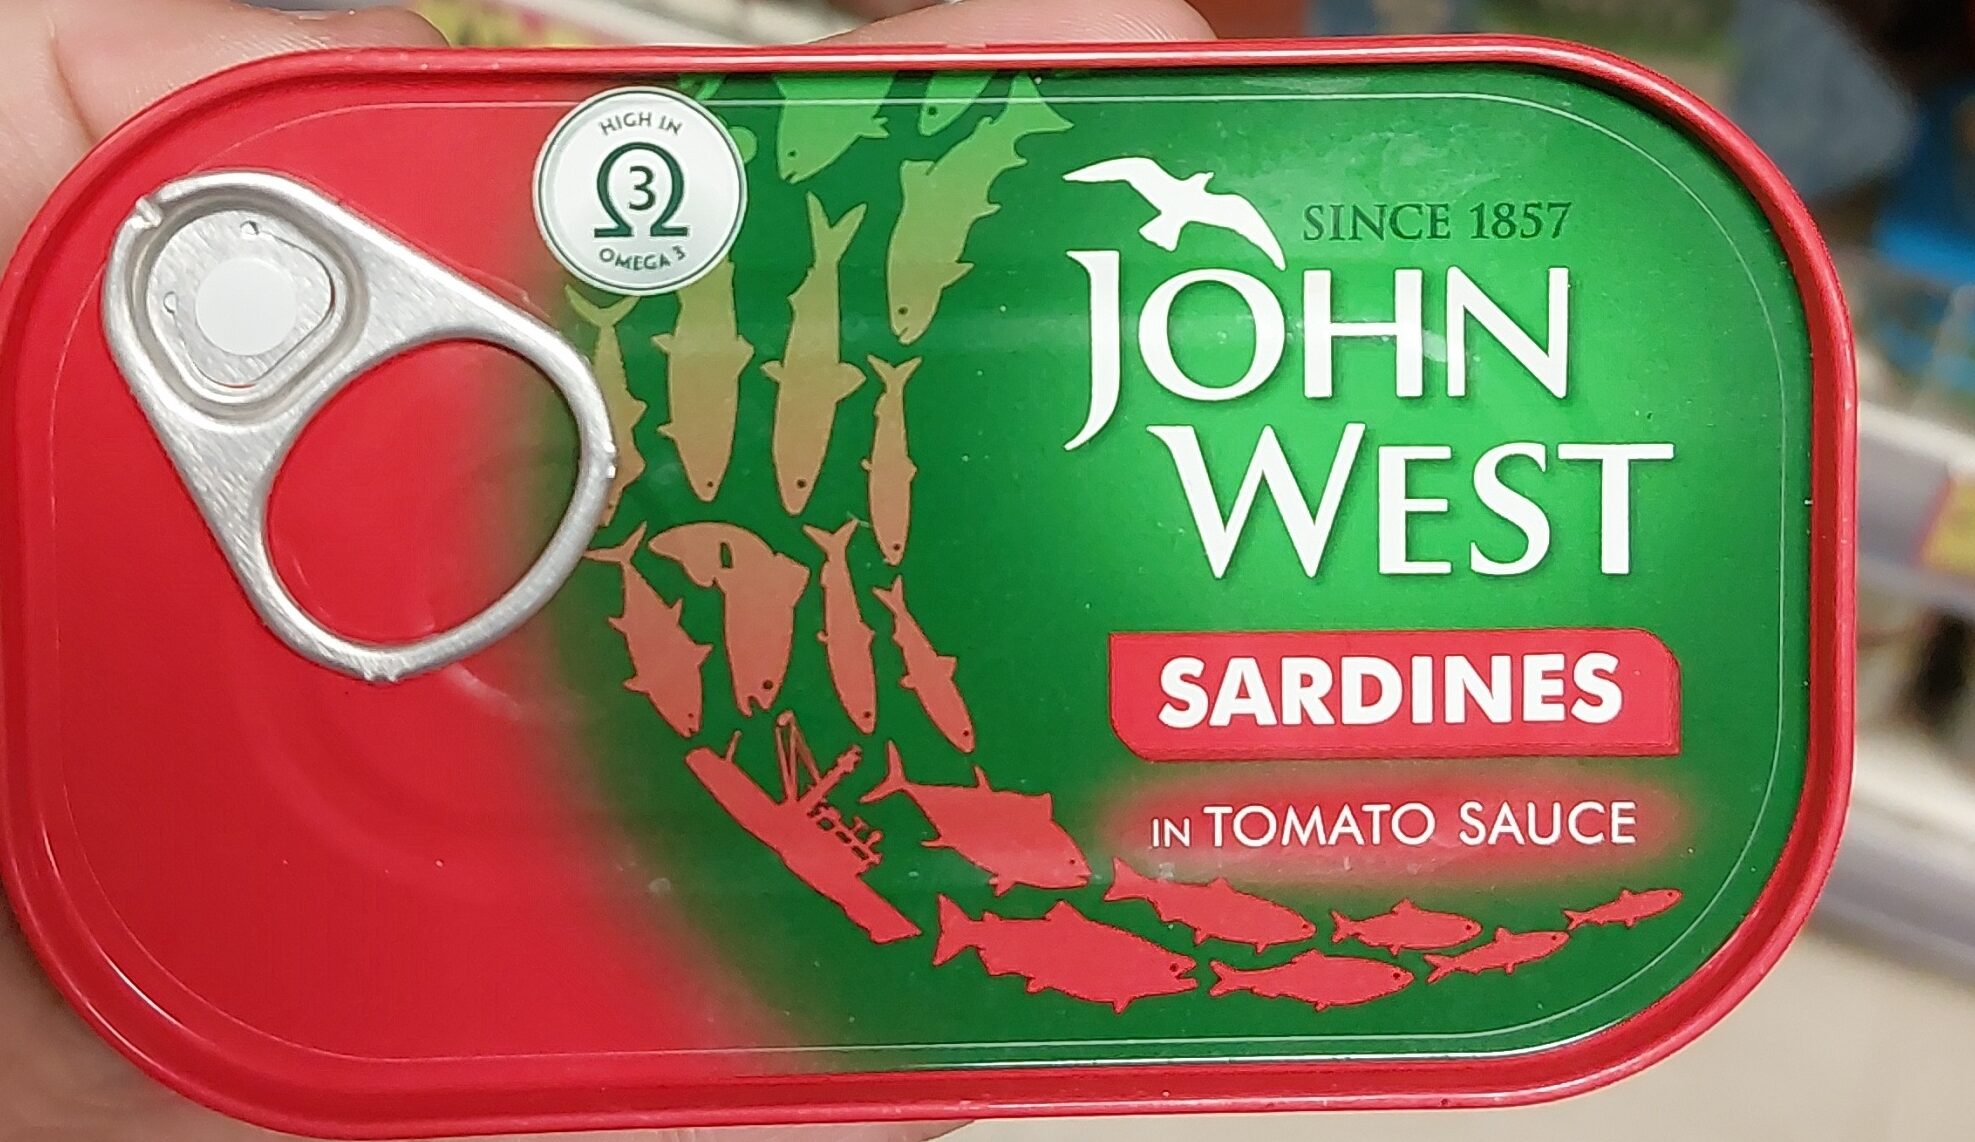 HIGH IN
3
OMEGA 3
SINCE 1857
JOHN
WEST
SARDINES
IN TOMATO SAUCE